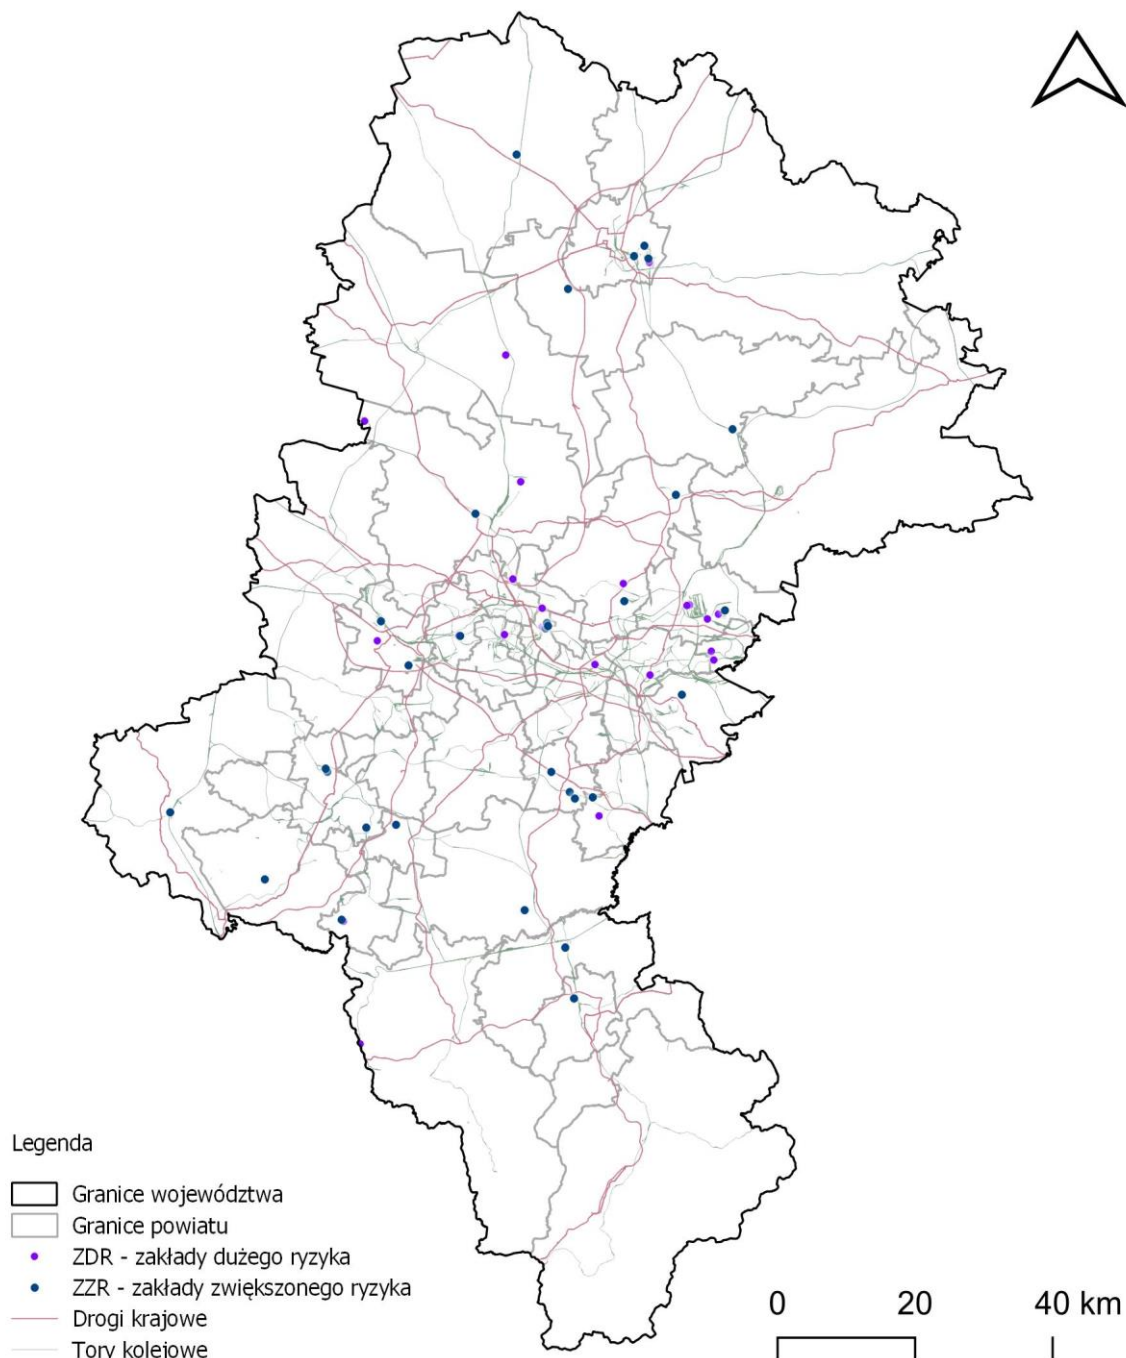 Legenda
Granice województwa
Granice powiatu
ZDR - zakłady dużego ryzyka
ZZR - zakłady zwiększonego ryzyka
Drogi krajowe
Tory kolejowe
0 20 40 km